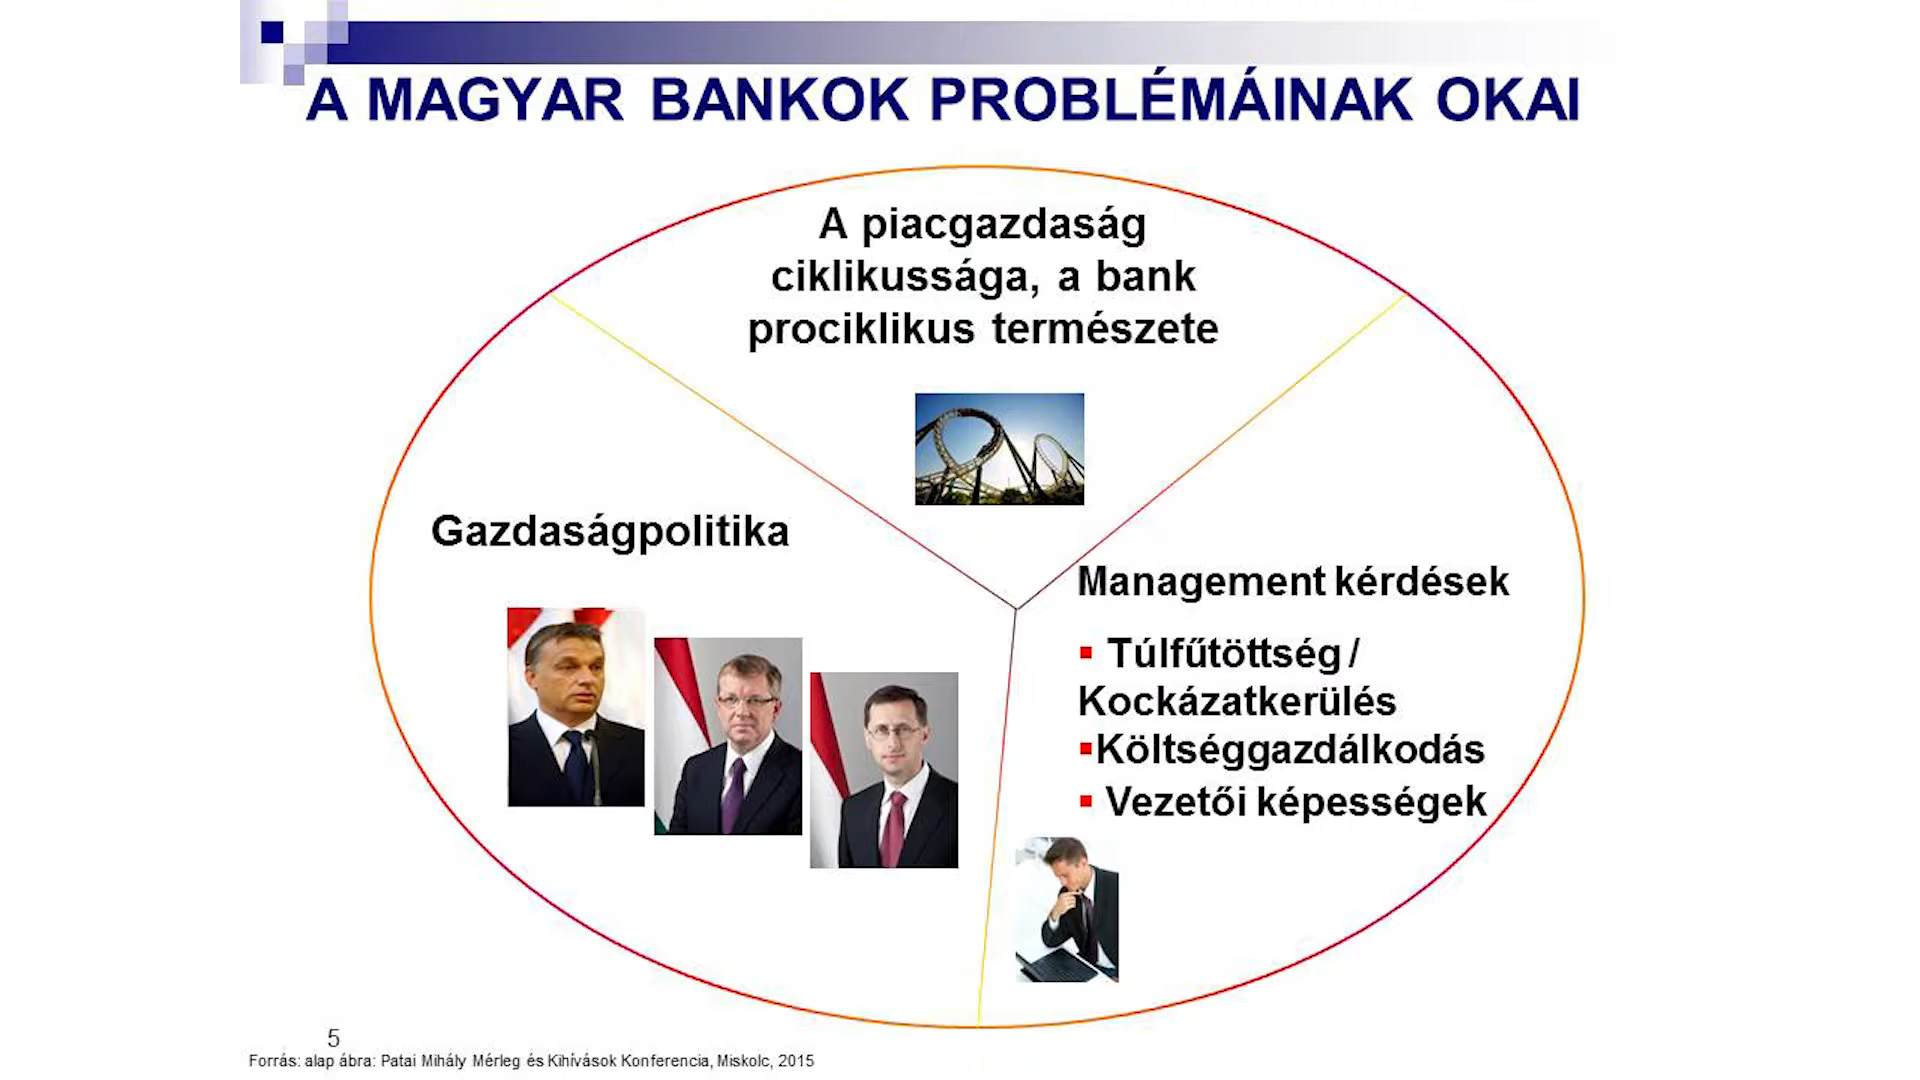 A MAGYAR BANKOK PROBLÉMÁINAK OKAI
A piacgazdaság
ciklikussága, a bank
prociklikus természete
Gazdaságpolitika
Management kérdések
▪ Túlfűtöttség /
Kockázatkerülés
▪Költséggazdálkodás
▪ Vezetői képességek
5
Forrás: alap ábra: Patai Mihály Mérleg és Kihívások Konferencia, Miskolc, 2015